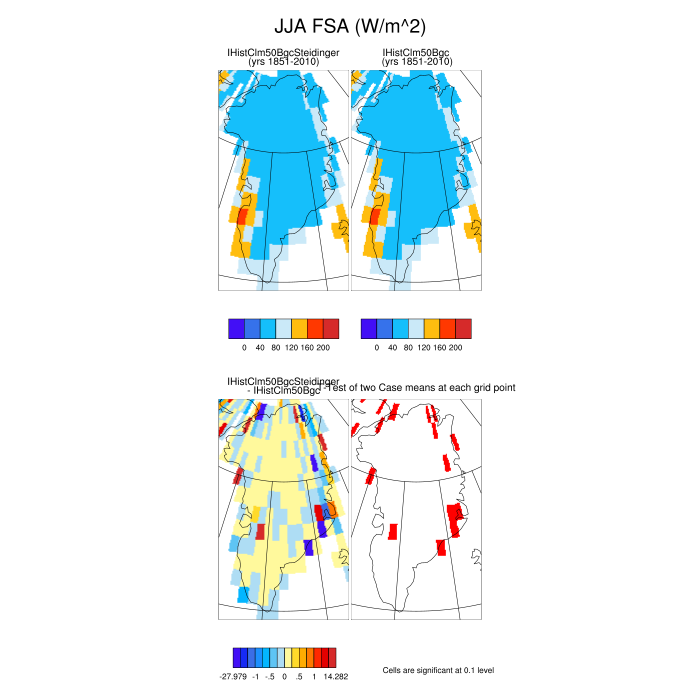 JJA FSA (W/m^2)
IHistClm50BgcSteidinger
(yrs 1851-2010)
IHistClm50Bgc
(yrs 1851-2010)
0 40 80 120 160 200
0 40 80 120 160 200
IHistClm50BgcSteidinger
- IHistClm50Bgc
T-Test of two Case means at each grid point
-27.979 -1 -.5 0 .5 1 14.282
Cells are significant at 0.1 level